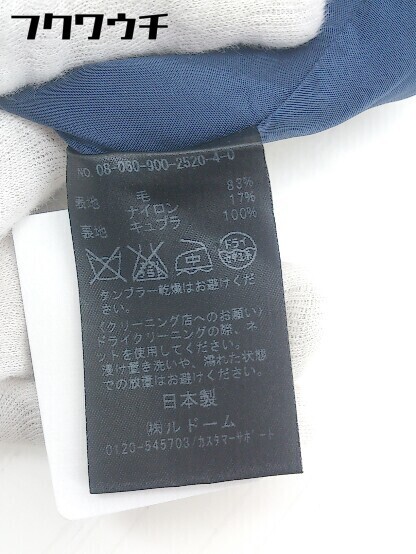 フクワウチ
NO. 08-060-900-2520-4-0
表地 毛 83%
ナイロン 17%
裏地 キュプラ 100%
ドライ
タンブラー乾燥はお避けくだ
さい。
《クリーニング店へのお願い》
ドライクリーニングの際、ネ
ットを使用してください。
浸け置き洗いや、濡れた状態
での放置はお避けください。
日本製
㈱ルドーム
0120-545703/カスタマーサポート